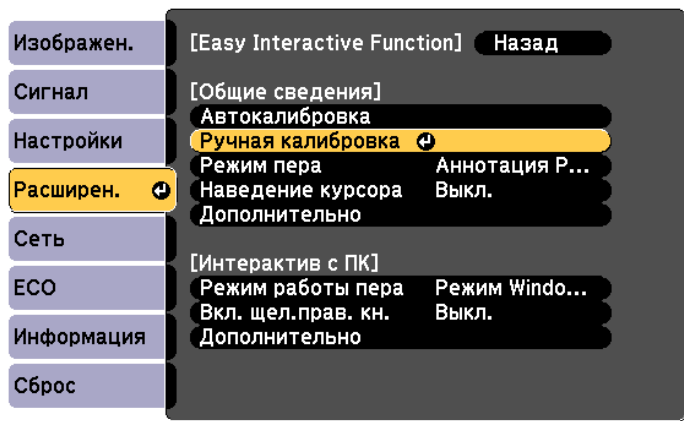 Изображен.
Сигнал
Настройки
Расширен.
Сеть
ECO
Информация
Сброс
[Easy Interactive Function] Назад
[Общие сведения]
Автокалибровка
Ручная калибровка
Режим пера Аннотация P...
Наведение курсора Выкл.
Дополнительно
[Интерактив с ПК]
Режим работы пера Режим Windo...
Вкл. щел.прав. кн. Выкл.
Дополнительно